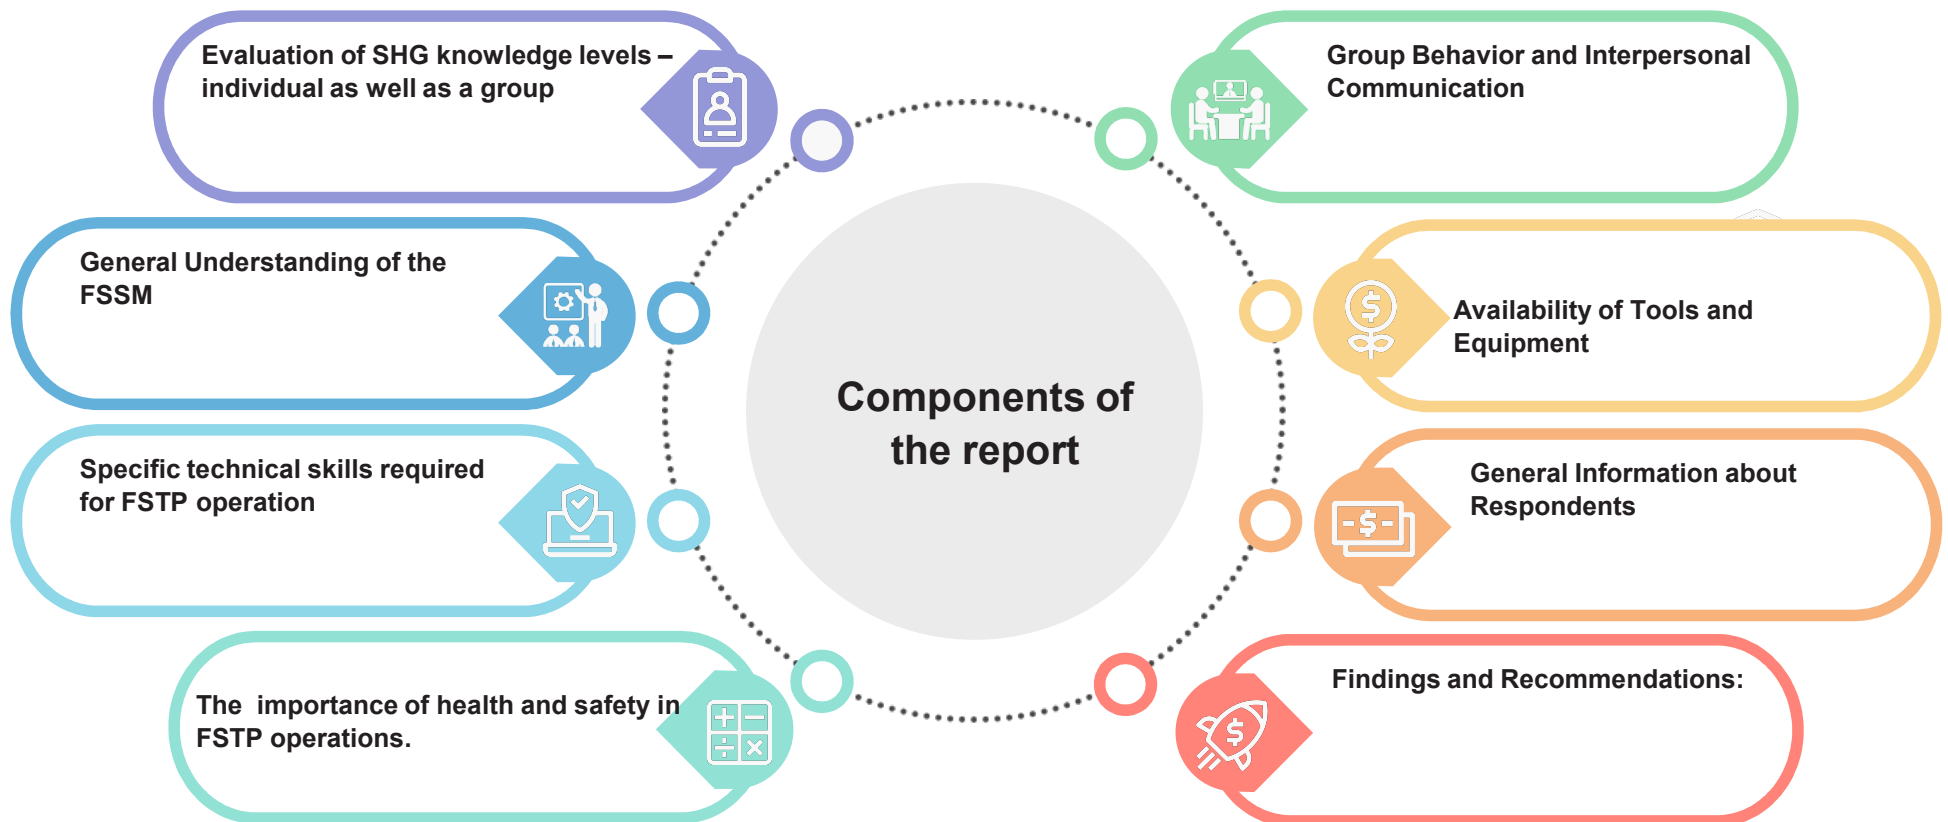 Evaluation of SHG knowledge levels –
individual as well as a group
General Understanding of the
FSSM
Specific technical skills required
for FSTP operation
The importance of health and safety in
FSTP operations.
Components of
the report
Group Behavior and Interpersonal
Communication
Availability of Tools and
Equipment
General Information about
Respondents
Findings and Recommendations: